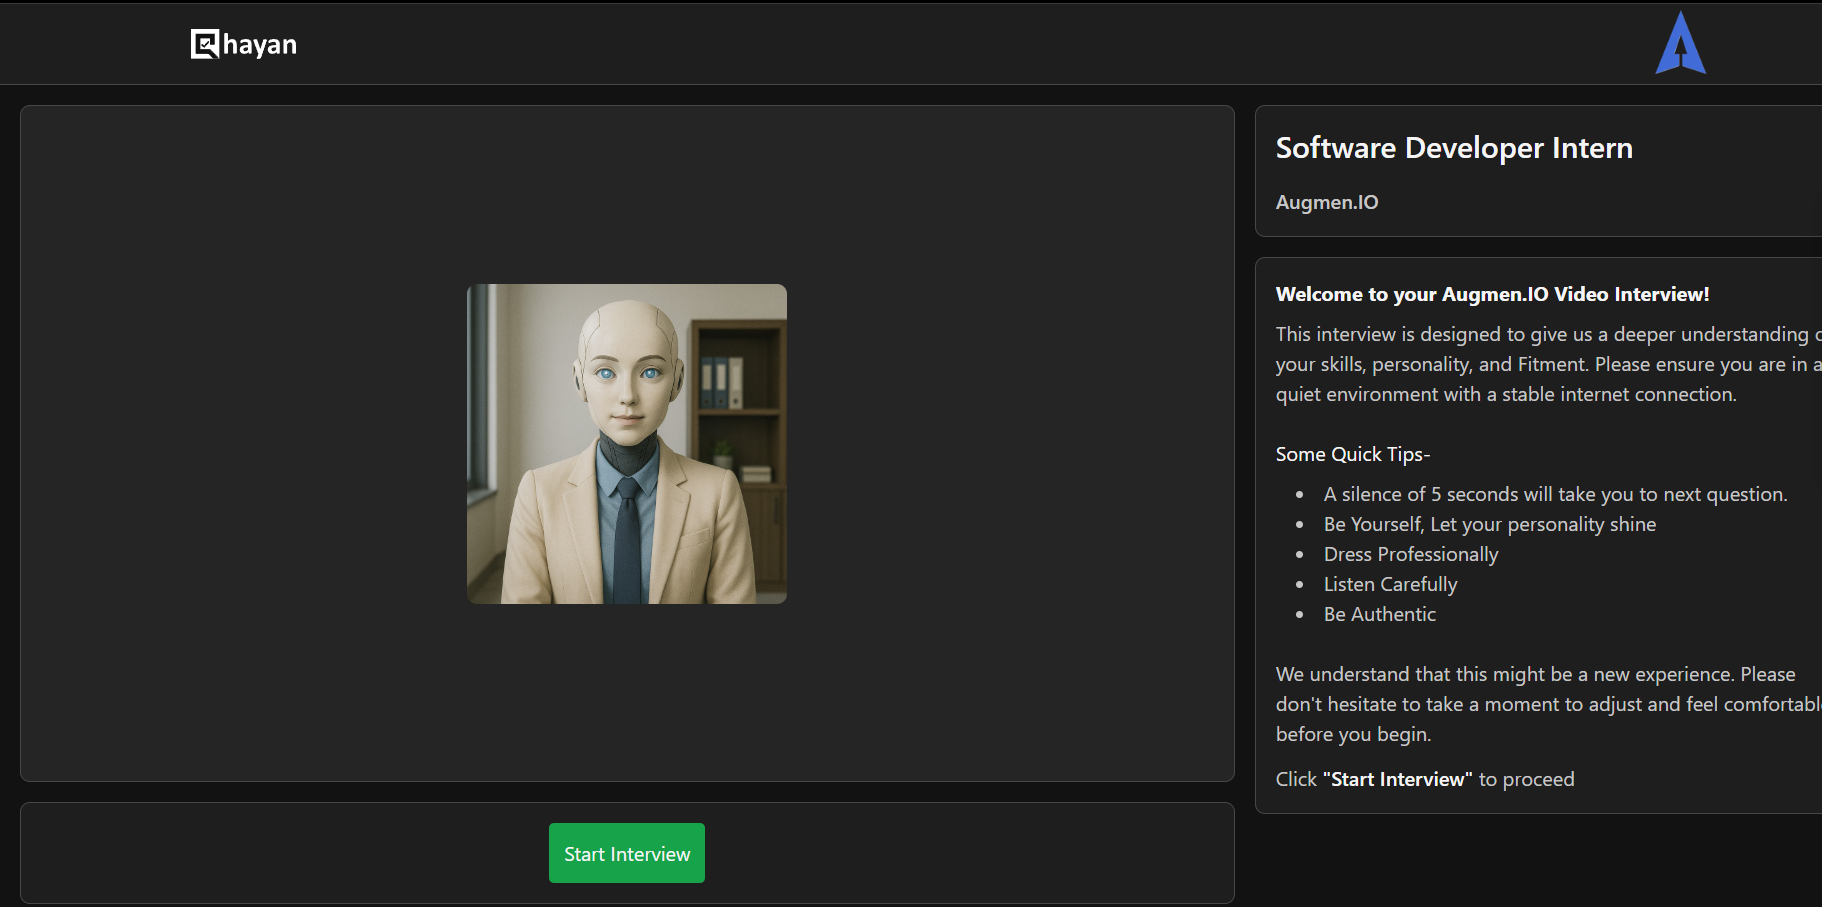 hayan
Software Developer Intern
Augmen.IO
Welcome to your Augmen.IO Video Interview!
This interview is designed to give us a deeper understanding
your skills, personality, and Fitment. Please ensure you are in a
quiet environment with a stable internet connection.
Some Quick Tips-
A silence of 5 seconds will take you to next question.
Be Yourself, Let your personality shine
Dress Professionally
Listen Carefully
Be Authentic
We understand that this might be a new experience. Please
don't hesitate to take a moment to adjust and feel comfortabl
before you begin.
Click "Start Interview" to proceed
Start Interview